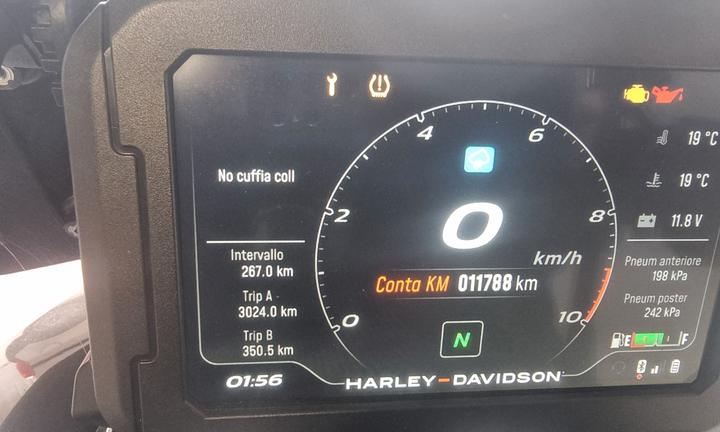 4
6
2
8
0
10
No cuffia coll
Intervallo
267.0 km
Trip A
3024.0 km
Trip B
350.5 km
01:56
0
km/h
Conta KM 011788 km
N
HARLEY-DAVIDSON
19 °C
19 °C
11.8 V
Pneum anteriore
198 kPa
Pneum poster
242 kPa
E F